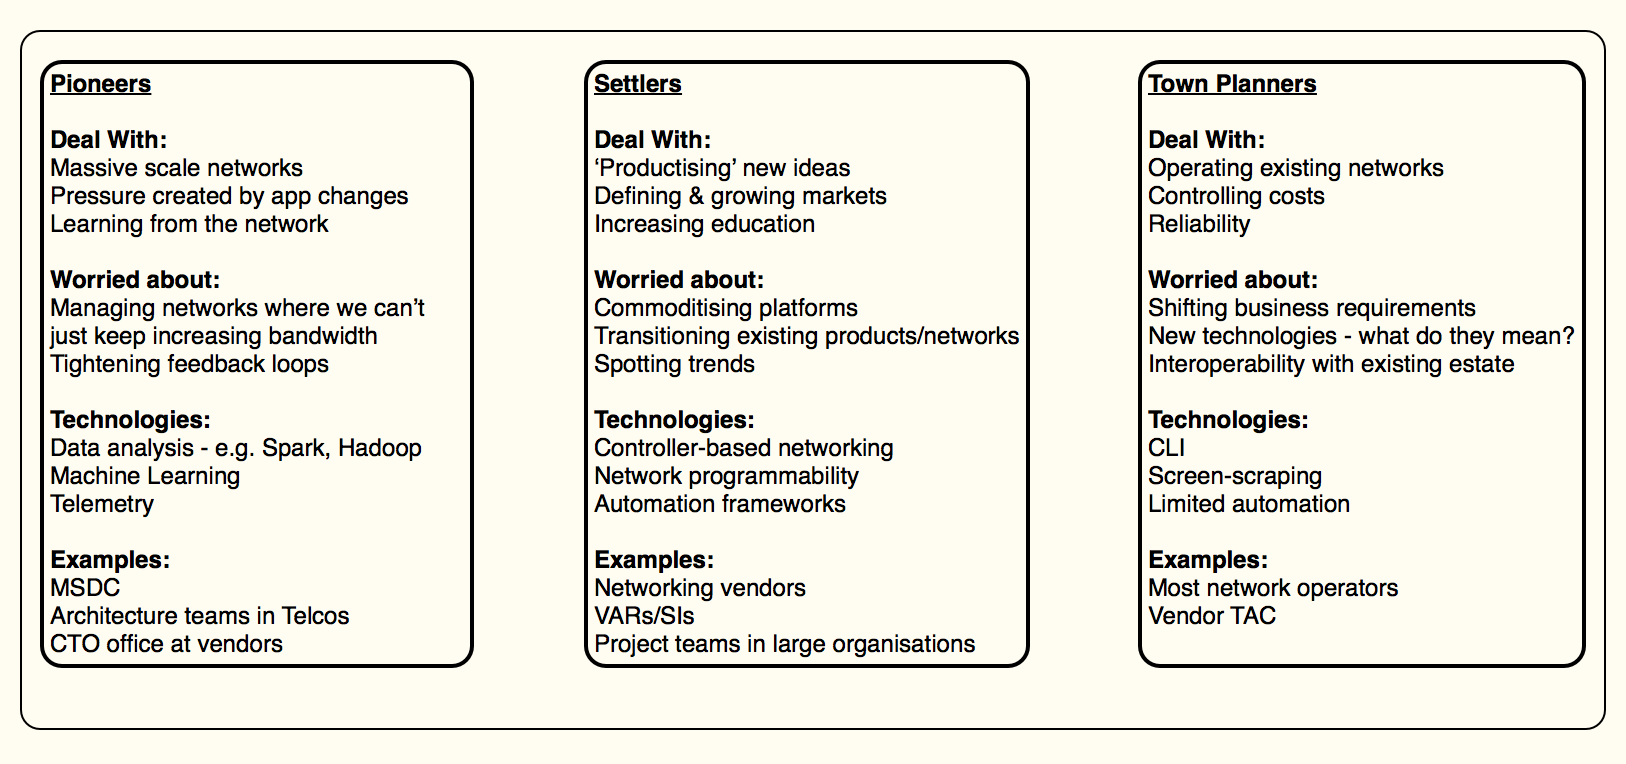 Pioneers
Deal With:
Massive scale networks
Pressure created by app changes
Learning from the network
Worried about:
Managing networks where we can’t
just keep increasing bandwidth
Tightening feedback loops
Technologies:
Data analysis - e.g. Spark, Hadoop
Machine Learning
Telemetry
Examples:
MSDC
Architecture teams in Telcos
CTO office at vendors
Settlers
Deal With:
‘Productising’ new ideas
Defining & growing markets
Increasing education
Worried about:
Commoditising platforms
Transitioning existing products/networks
Spotting trends
Technologies:
Controller-based networking
Network programmability
Automation frameworks
Examples:
Networking vendors
VARs/SIs
Project teams in large organisations
Town Planners
Deal With:
Operating existing networks
Controlling costs
Reliability
Worried about:
Shifting business requirements
New technologies - what do they mean?
Interoperability with existing estate
Technologies:
CLI
Screen-scraping
Limited automation
Examples:
Most network operators
Vendor TAC